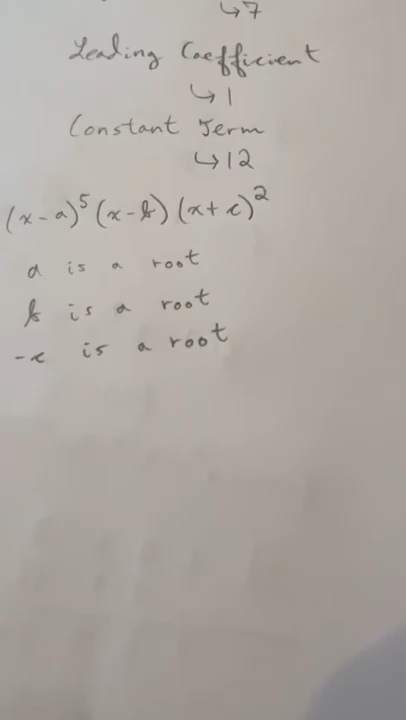 ↳7
Leading Coefficient
↳1
Constant Term
↳12
(x-a)⁵(x-b)(x+c)²
a is a root
b is a root
-c is a root